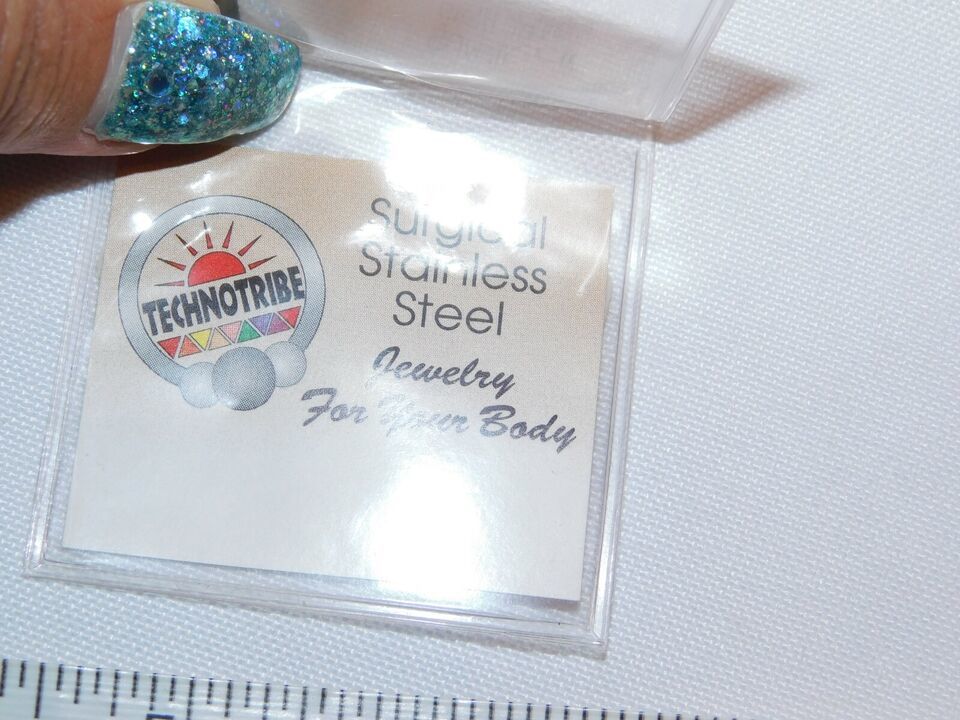 TECHNOTRIBE
Surgical
Stainless
Steel
Jewelry
For Your Body